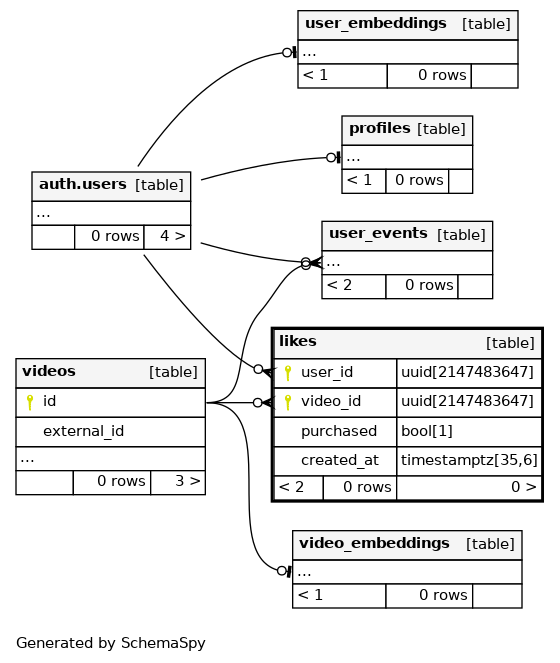 user_embeddings [table]
...
< 1 0 rows
profiles [table]
...
< 1 0 rows
auth.users [table]
...
0 rows 4 >
user_events [table]
...
< 2 0 rows
likes [table]
user_id uuid[2147483647]
video_id uuid[2147483647]
purchased bool[1]
created_at timestamptz[35,6]
< 2 0 rows 0 >
videos [table]
id
external_id
...
0 rows 3 >
video_embeddings [table]
...
< 1 0 rows
Generated by SchemaSpy